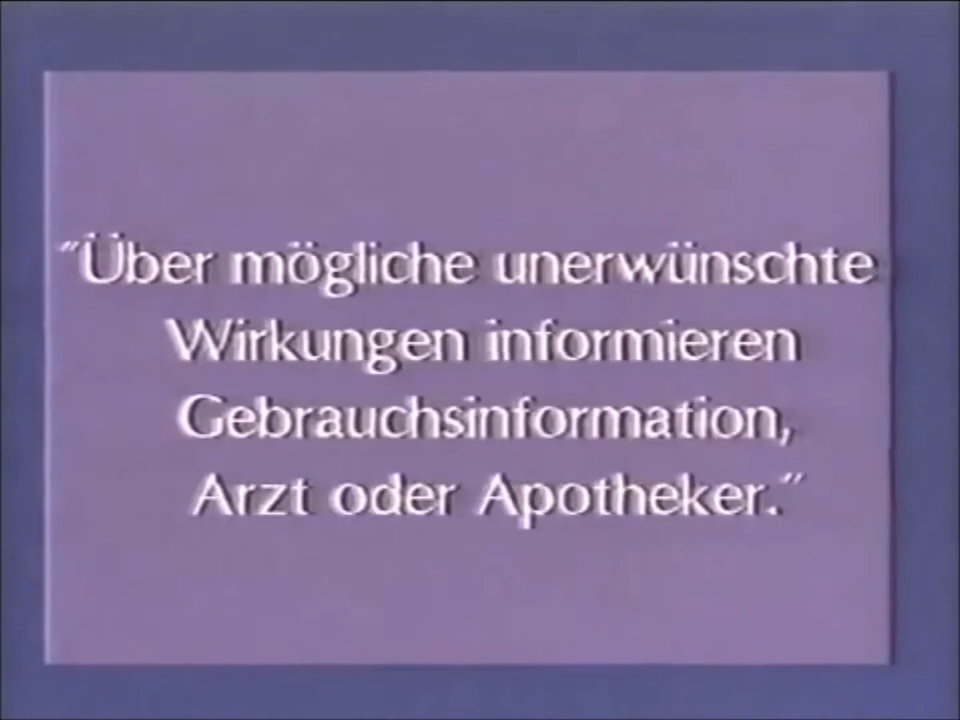 "Über mögliche unerwünschte
Wirkungen informieren
Gebrauchsinformation,
Arzt oder Apotheker."